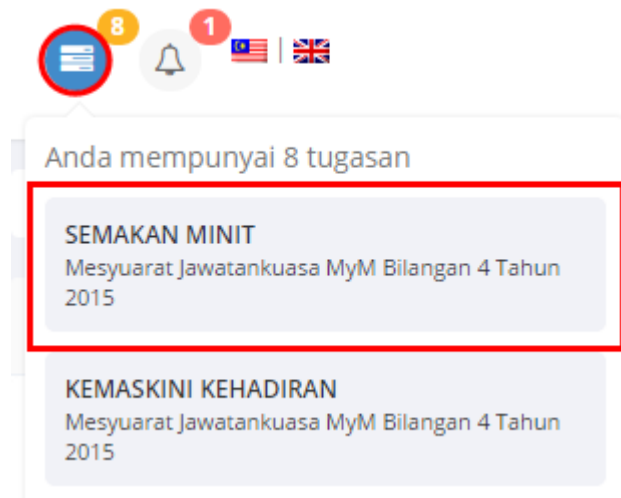 8 1
|
Anda mempunyai 8 tugasan
SEMAKAN MINIT
Mesyuarat Jawatankuasa MyM Bilangan 4 Tahun
2015
KEMASKINI KEHADIRAN
Mesyuarat Jawatankuasa MyM Bilangan 4 Tahun
2015